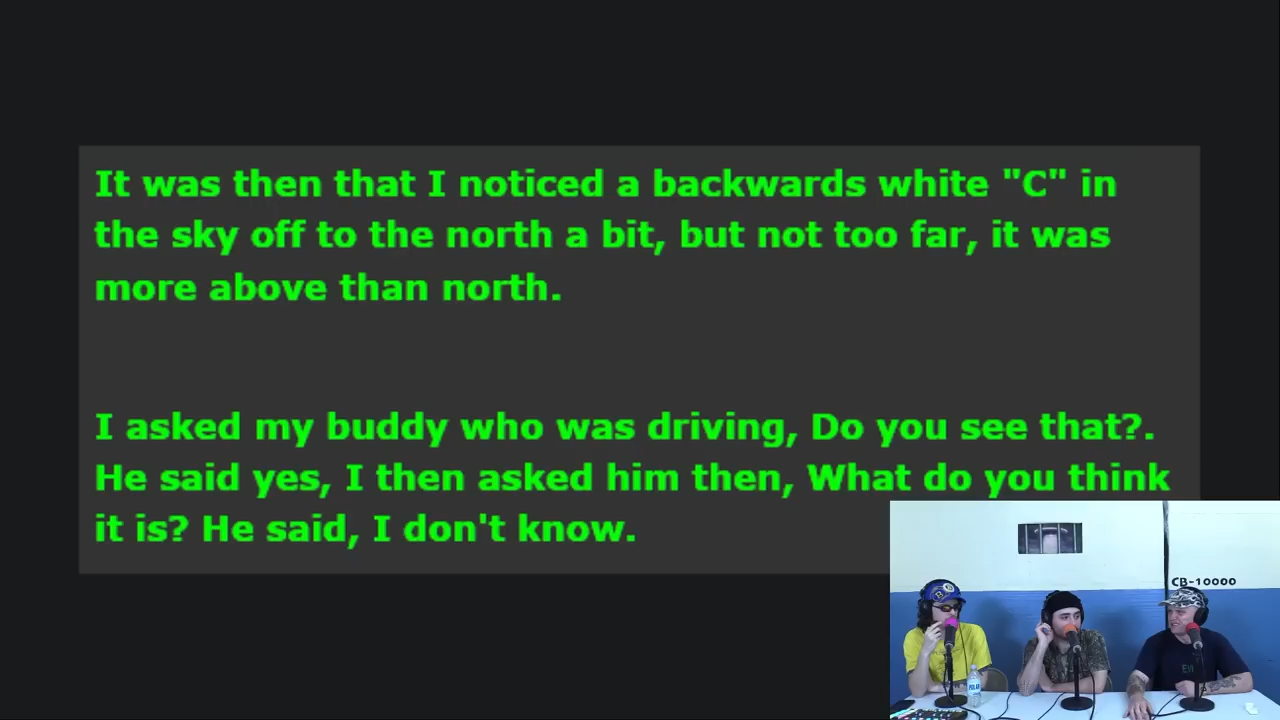 It was then that I noticed a backwards white "C" in
the sky off to the north a bit, but not too far, it was
more above than north.
I asked my buddy who was driving, Do you see that?.
He said yes, I then asked him then, What do you think
it is? He said, I don't know.
CB-10000
POLAR